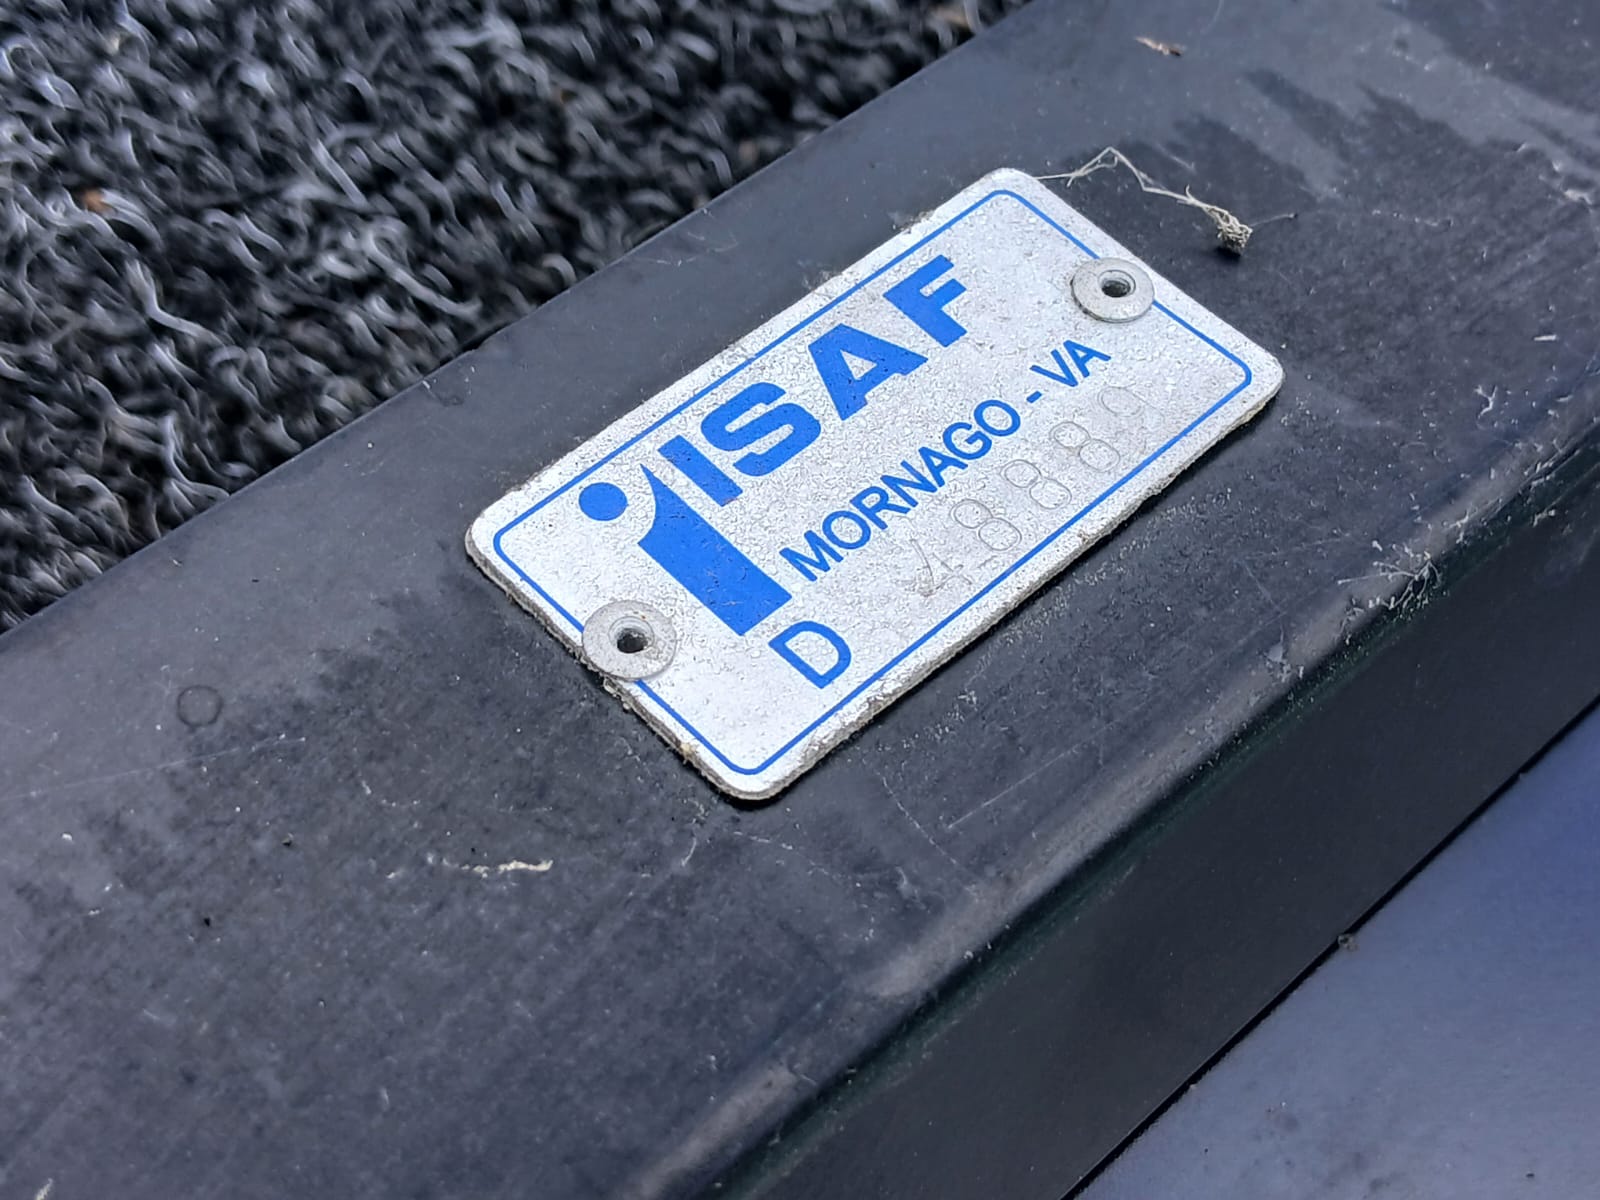 ISAF
MORNAGO - VA
D 48889